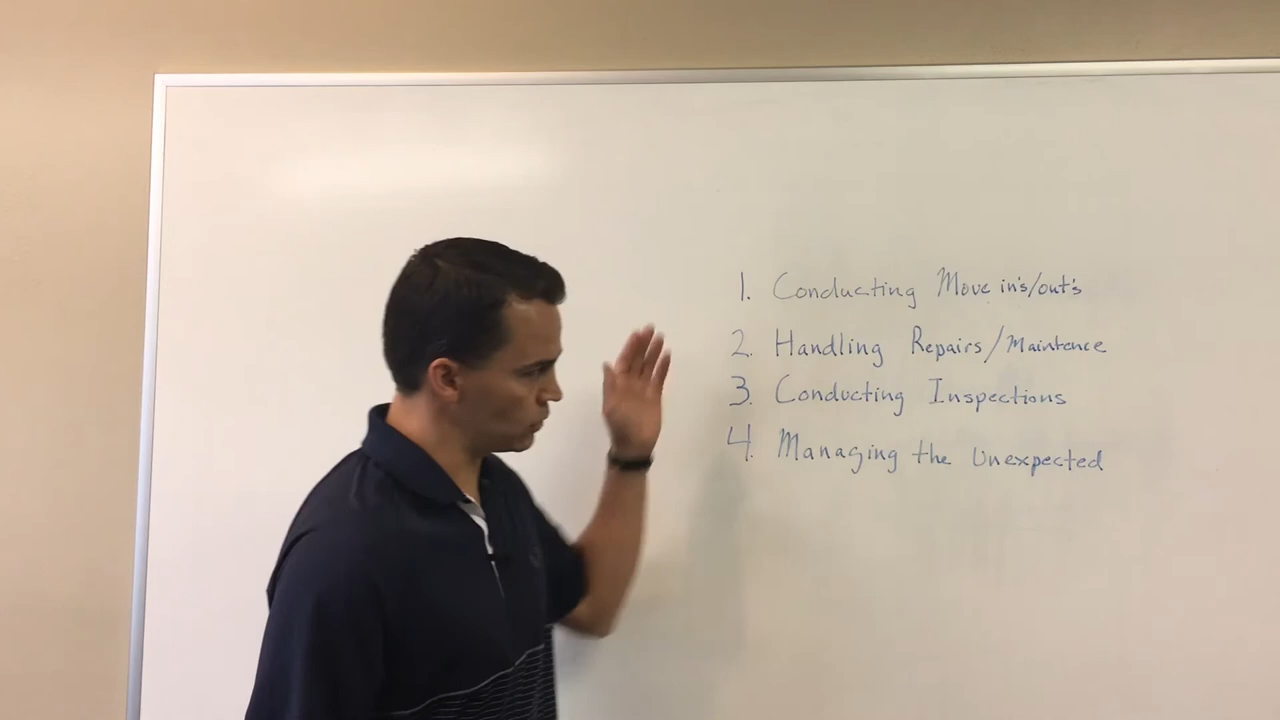 1. Conducting Move in's/out's
2. Handling Repairs/Maintence
3. Conducting Inspections
4. Managing the Unexpected